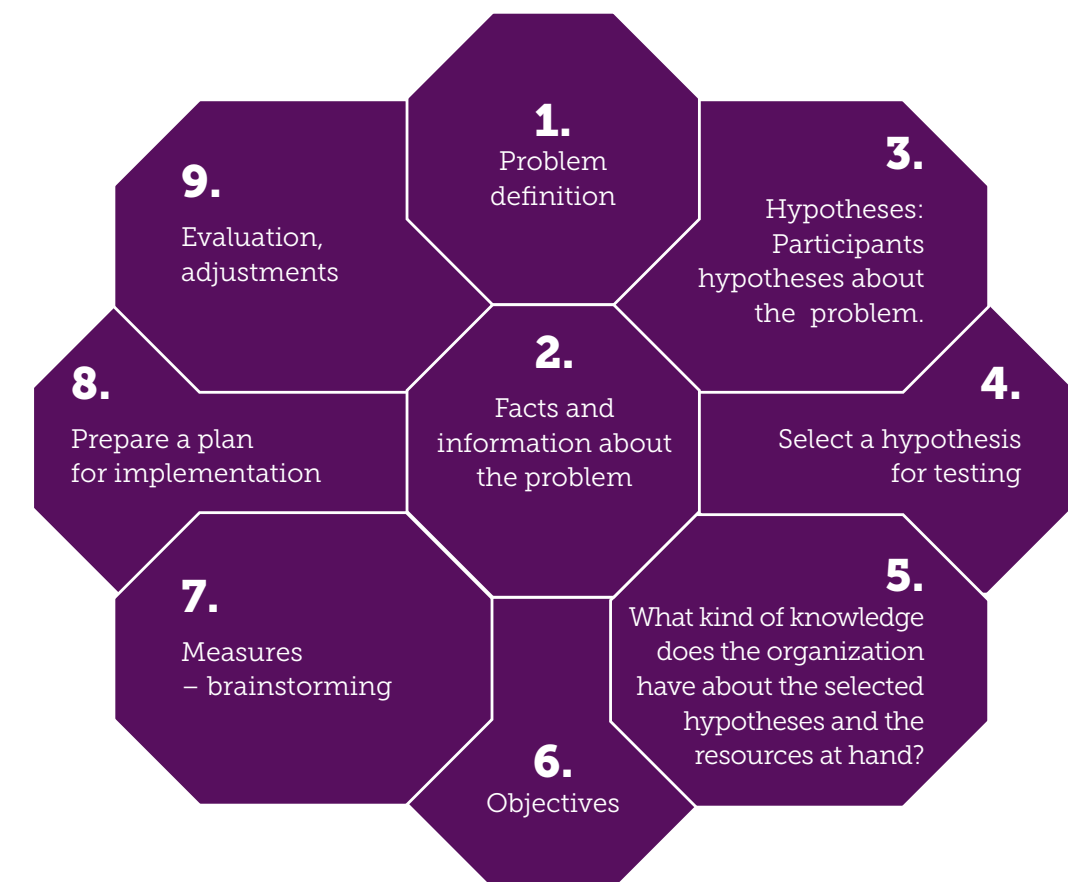 1.
Problem
definition
2.
Facts and
information about
the problem
3.
Hypotheses:
Participants
hypotheses about
the problem.
4.
Select a hypothesis
for testing
5.
What kind of knowledge
does the organization
have about the selected
hypotheses and the
resources at hand?
6.
Objectives
7.
Measures
– brainstorming
8.
Prepare a plan
for implementation
9.
Evaluation,
adjustments